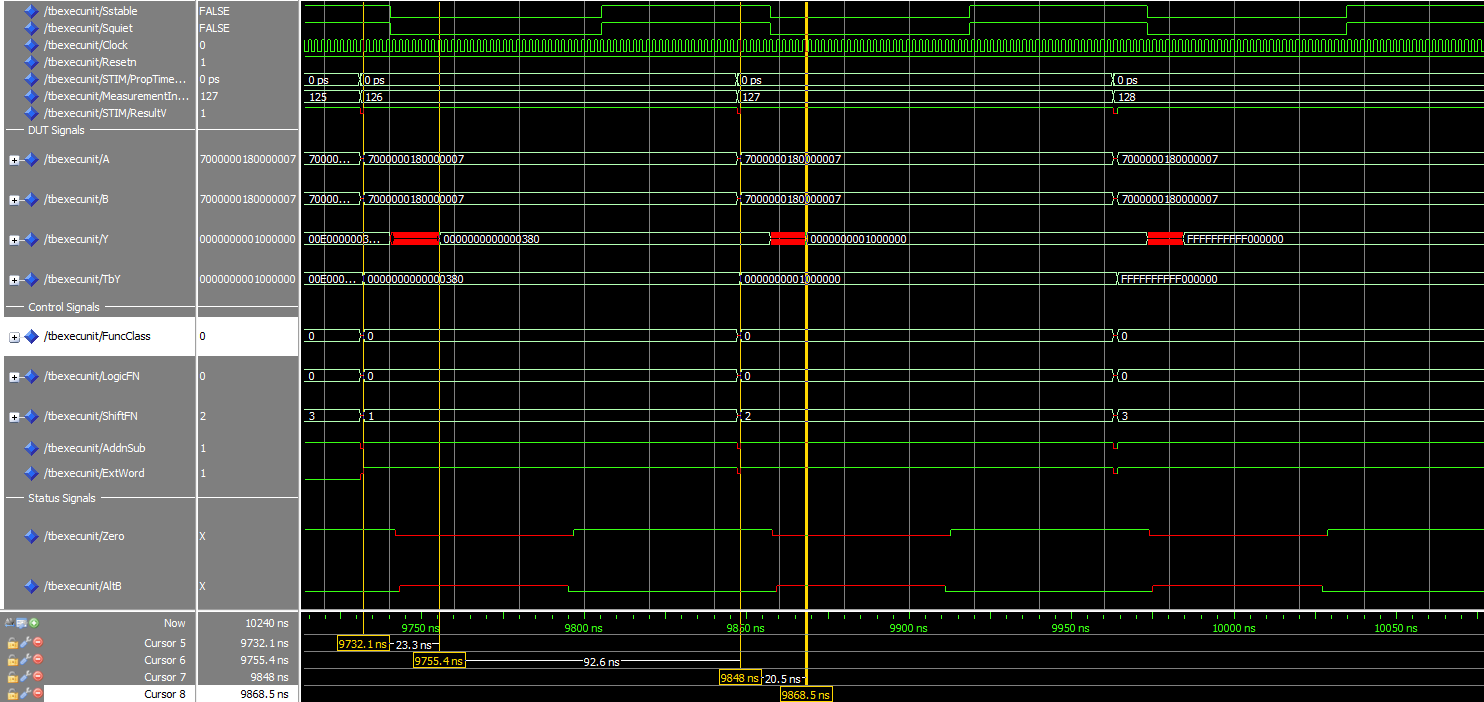 /tbexecunit/Sstable FALSE
/tbexecunit/Squiet FALSE
/tbexecunit/Clock 0
/tbexecunit/Resetn 1
/tbexecunit/STIM/PropTime... 0 ps 0 ps 0 ps 0 ps 0 ps
/tbexecunit/MeasurementIn... 127 125 126 127 128
/tbexecunit/STIM/ResultV 1
DUT Signals
/tbexecunit/A 7000000180000007 70000... 7000000180000007 7000000180000007 7000000180000007
/tbexecunit/B 7000000180000007 70000... 7000000180000007 7000000180000007 7000000180000007
/tbexecunit/Y 0000000001000000 00E0000003... 0000000000000380 0000000001000000 FFFFFFFFFF000000
/tbexecunit/TbY 0000000001000000 00E000... 0000000000000380 0000000001000000 FFFFFFFFFF000000
Control Signals
/tbexecunit/FuncClass 0 0 0 0 0
/tbexecunit/LogicFN 0 0 0 0 0
/tbexecunit/ShiftFN 2 3 1 2 3
/tbexecunit/AddnSub 1
/tbexecunit/ExtWord 1
Status Signals
/tbexecunit/Zero X
/tbexecunit/AltB X
Now 10240 ns 9750 ns 9800 ns 9850 ns 9900 ns 9950 ns 10000 ns 10050 ns
Cursor 5 9732.1 ns 9732.1 ns 23.3 ns
Cursor 6 9755.4 ns 9755.4 ns 92.6 ns
Cursor 7 9848 ns 9848 ns 20.5 ns
Cursor 8 9868.5 ns 9868.5 ns